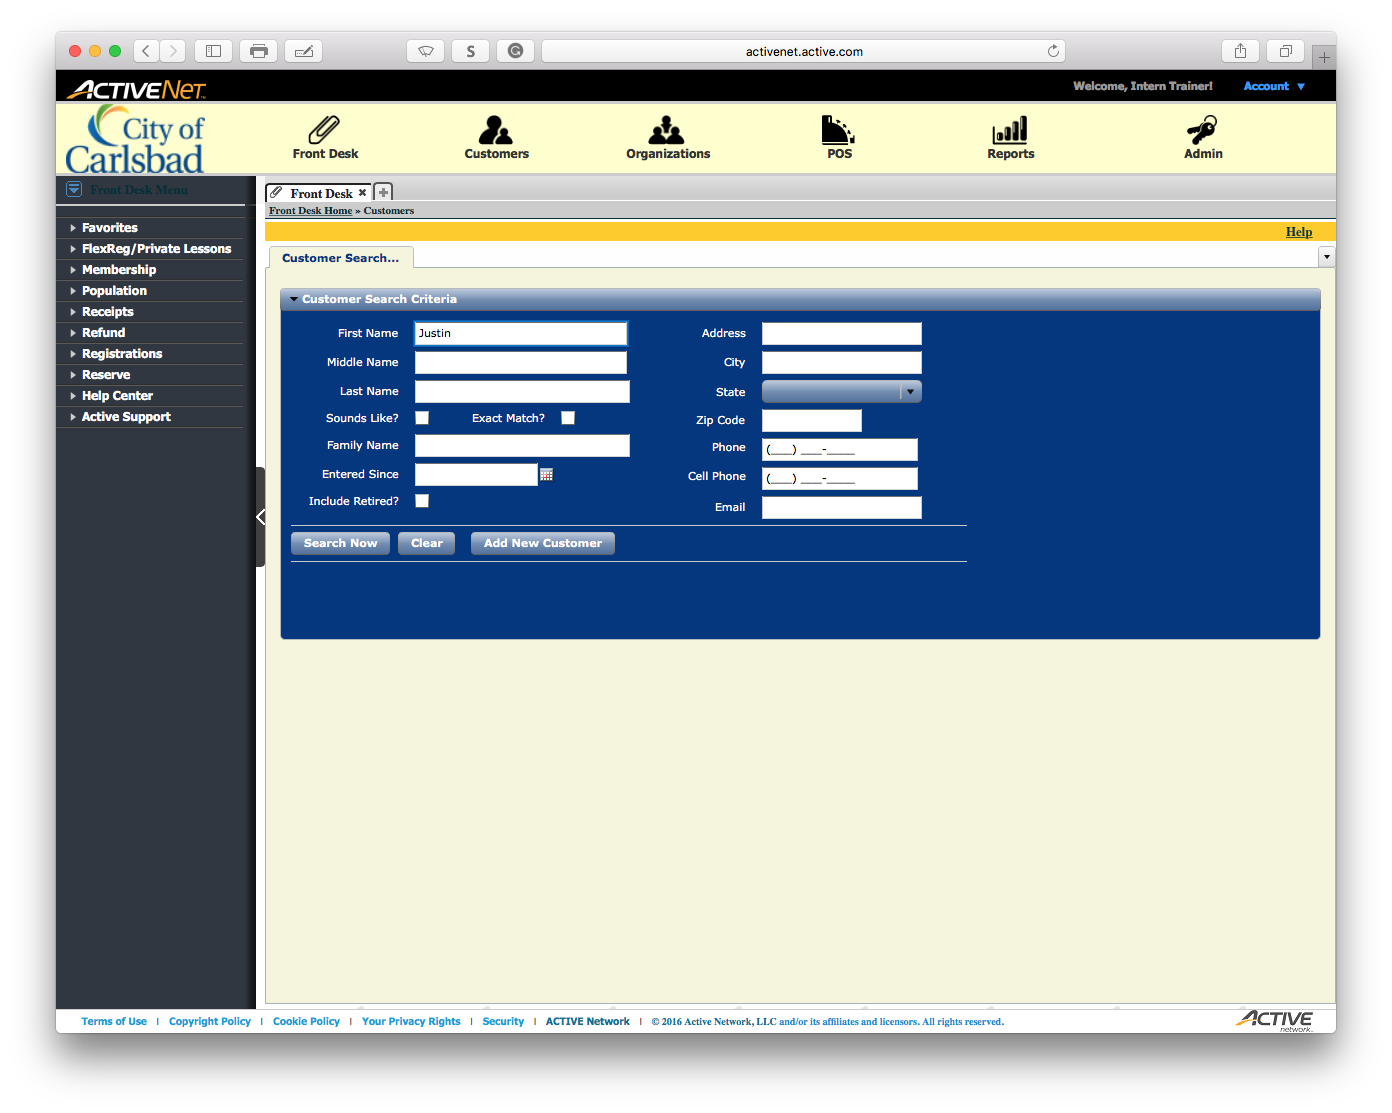 S
activenet.active.com
ACTIVENET
Welcome, Intern Trainer!
Account
City of
Carlsbad
Front Desk
Customers
Organizations
POS
Reports
Admin
Front Desk Menu
Favorites
FlexReg/Private Lessons
Membership
Population
Receipts
Refund
Registrations
Reserve
Help Center
Active Support
Front Desk
Front Desk Home » Customers
Help
Customer Search...
Customer Search Criteria
First Name
Justin
Middle Name
Last Name
Sounds Like?
Exact Match?
Family Name
Entered Since
Include Retired?
Address
City
State
Zip Code
Phone
(___) ___-____
Cell Phone
(___) ___-____
Email
Search Now
Clear
Add New Customer
Terms of Use | Copyright Policy | Cookie Policy | Your Privacy Rights | Security | ACTIVE Network | © 2016 Active Network, LLC and/or its affiliates and licensors. All rights reserved.
ACTIVE
network